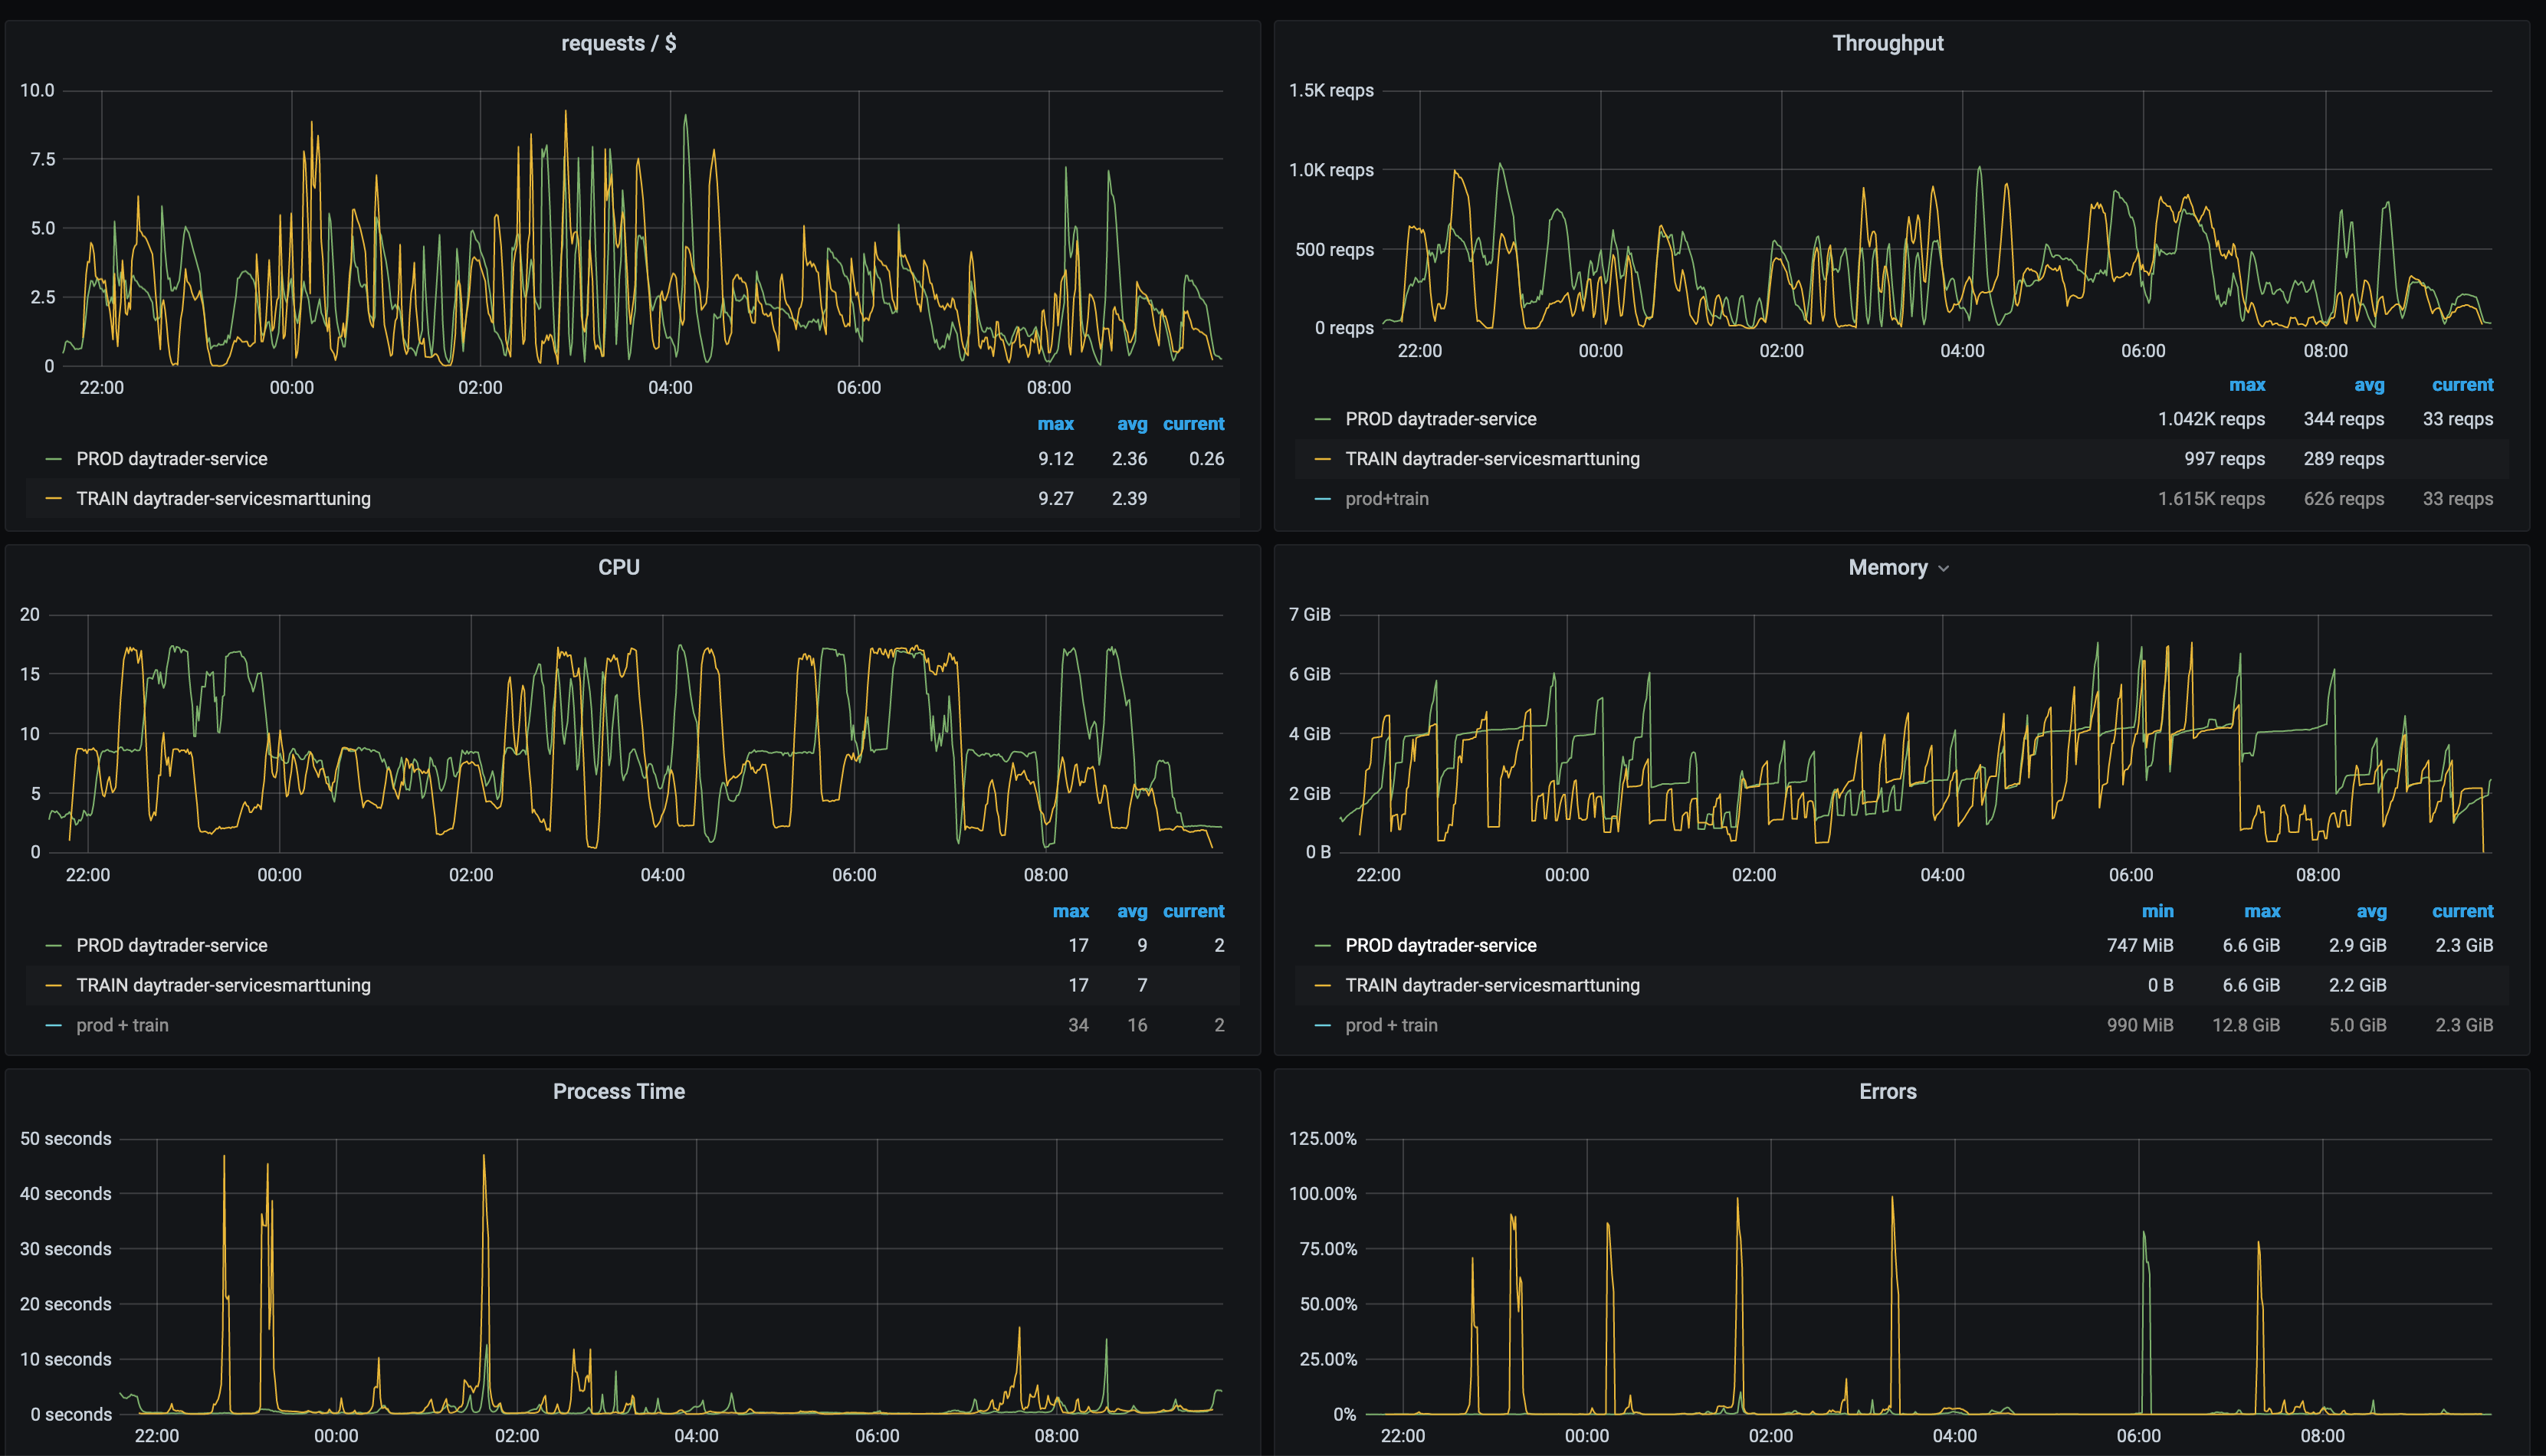 requests / $
10.0
7.5
5.0
2.5
0
22:00 00:00 02:00 04:00 06:00 08:00
max avg current
PROD daytrader-service 9.12 2.36 0.26
TRAIN daytrader-servicesmarttuning 9.27 2.39
Throughput
1.5K reqps
1.0K reqps
500 reqps
0 reqps
22:00 00:00 02:00 04:00 06:00 08:00
max avg current
PROD daytrader-service 1.042K reqps 344 reqps 33 reqps
TRAIN daytrader-servicesmarttuning 997 reqps 289 reqps
prod+train 1.615K reqps 626 reqps 33 reqps
CPU
20
15
10
5
0
22:00 00:00 02:00 04:00 06:00 08:00
max avg current
PROD daytrader-service 17 9 2
TRAIN daytrader-servicesmarttuning 17 7
prod + train 34 16 2
Memory
7 GiB
6 GiB
4 GiB
2 GiB
0 B
22:00 00:00 02:00 04:00 06:00 08:00
min max avg current
PROD daytrader-service 747 MiB 6.6 GiB 2.9 GiB 2.3 GiB
TRAIN daytrader-servicesmarttuning 0 B 6.6 GiB 2.2 GiB
prod + train 990 MiB 12.8 GiB 5.0 GiB 2.3 GiB
Process Time
50 seconds
40 seconds
30 seconds
20 seconds
10 seconds
0 seconds
22:00 00:00 02:00 04:00 06:00 08:00
Errors
125.00%
100.00%
75.00%
50.00%
25.00%
0%
22:00 00:00 02:00 04:00 06:00 08:00